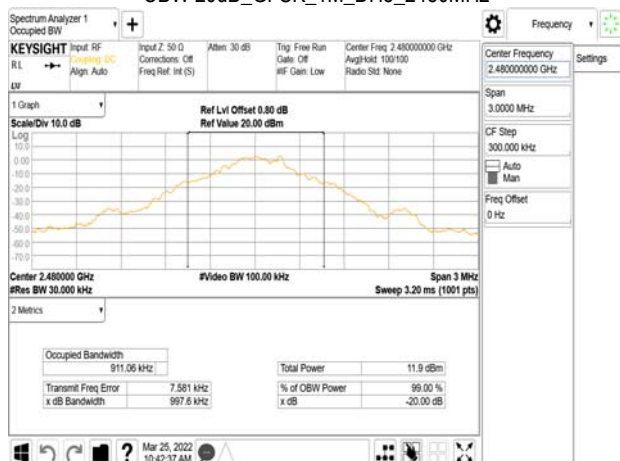 OBW 20dB_GFSK_1M_DH5_2480MHz
Spectrum Analyzer 1
Occupied BW
+
Frequency
KEYSIGHT Input: RF Input Z: 50 Ω Atten: 30 dB Trig: Free Run Center Freq: 2.480000000 GHz
RL Coupling: DC Corrections: Off Gate: Off Avg|Hold: 100/100
Align: Auto Freq Ref: Int (S) #IF Gain: Low Radio Std: None
Center Frequency
2.480000000 GHz
Settings
Span
3.0000 MHz
CF Step
300.000 kHz
Auto
Man
Freq Offset
0 Hz
1 Graph
Ref Lvl Offset 0.80 dB
Scale/Div 10.0 dB Ref Value 20.00 dBm
Log
10.0
0.00
-10.0
-20.0
-30.0
-40.0
-50.0
-60.0
-70.0
Center 2.480000 GHz #Video BW 100.00 kHz Span 3 MHz
#Res BW 30.000 kHz Sweep 3.20 ms (1001 pts)
2 Metrics
Occupied Bandwidth
911.06 kHz Total Power 11.9 dBm
Transmit Freq Error 7.581 kHz % of OBW Power 99.00 %
x dB Bandwidth 997.6 kHz x dB -20.00 dB
? Mar 25, 2022
10:42:37 AM